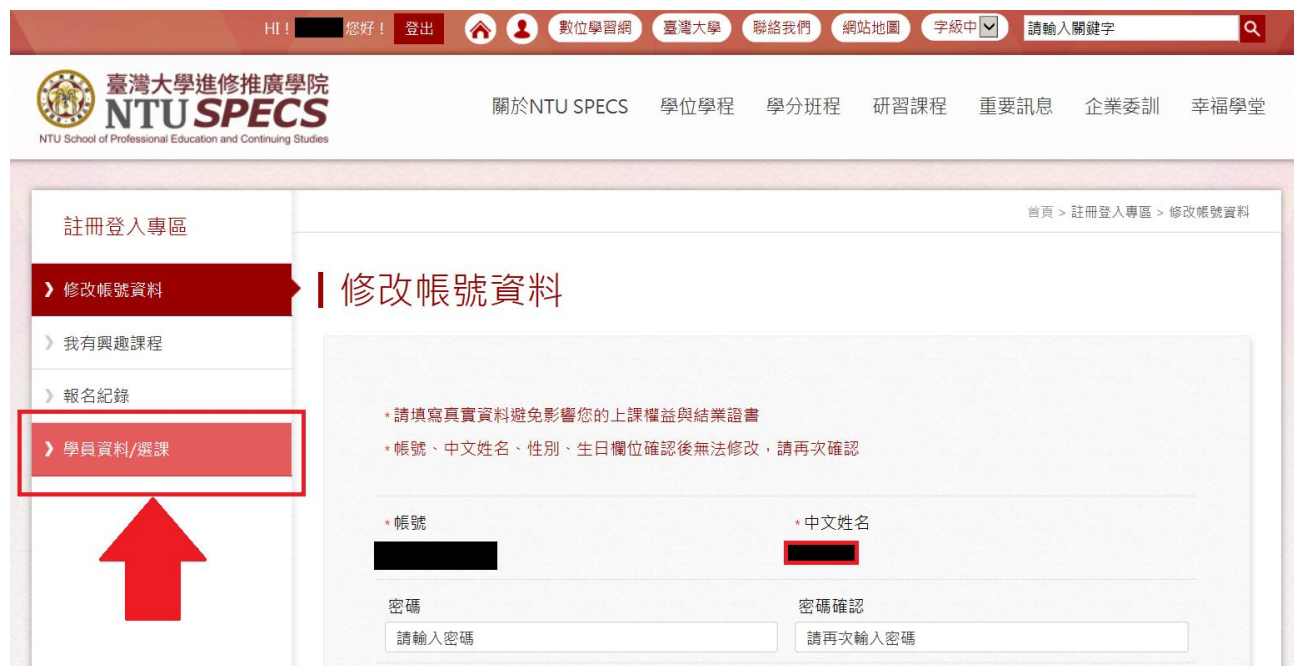 HI！ 您好！ 登出 數位學習網 臺灣大學 聯絡我們 網站地圖 字級中 請輸入關鍵字
臺灣大學進修推廣學院
NTU SPECS
NTU School of Professional Education and Continuing Studies
關於NTU SPECS 學位學程 學分班程 研習課程 重要訊息 企業委訓 幸福學堂
註冊登入專區
首頁 > 註冊登入專區 > 修改帳號資料
修改帳號資料
我有興趣課程
報名紀錄
學員資料/選課
修改帳號資料
*請填寫真實資料避免影響您的上課權益與結業證書
*帳號、中文姓名、性別、生日欄位確認後無法修改，請再次確認
*帳號 *中文姓名
密碼 密碼確認
請輸入密碼 請再次輸入密碼